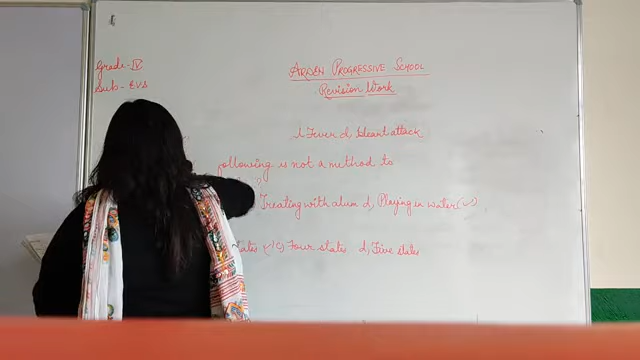 Grade-IV
Sub- EVS
ARDEN PROGRESSIVE SCHOOL
Revision Work
Fever d, Heart attack
following is not a method to
Treating with alum d, Playing in water (✓)
states (✓) c) Four states d, Five states